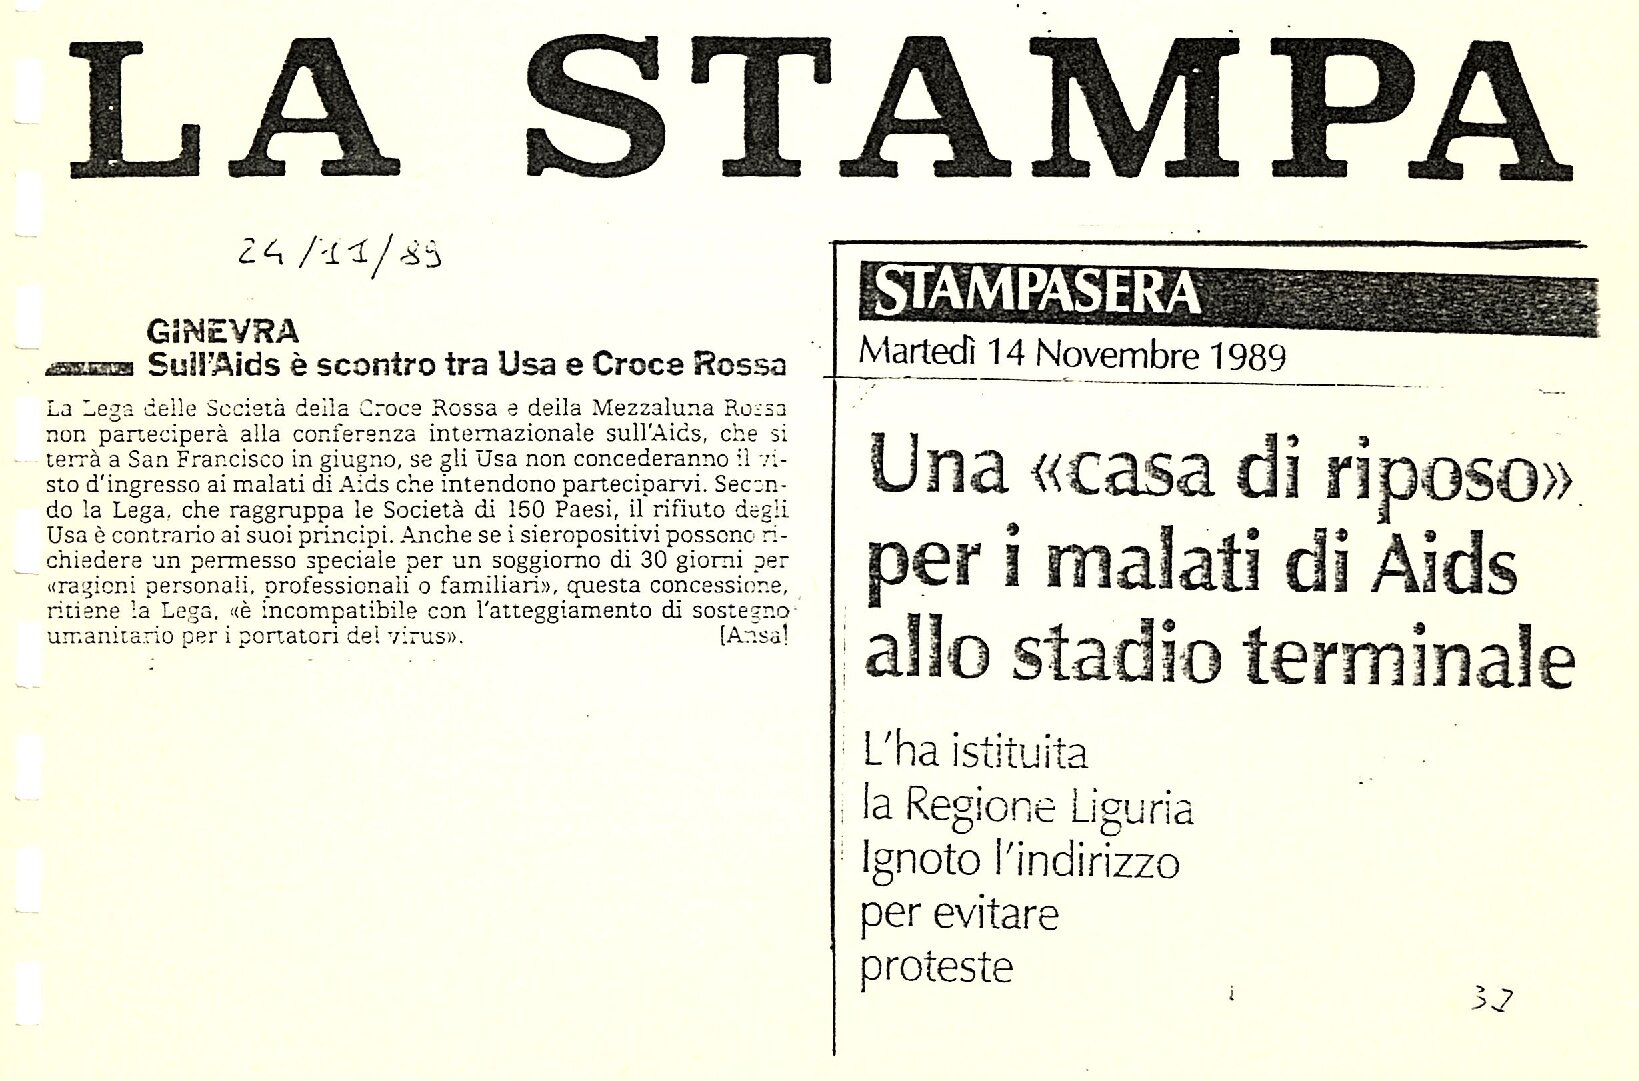 LA STAMPA
24/11/89
GINEVRA
Sull'Aids è scontro tra Usa e Croce Rossa
La Lega delle Società della Croce Rossa e della Mezzaluna Rossa
non parteciperà alla conferenza internazionale sull'Aids, che si
terrà a San Francisco in giugno, se gli Usa non concederanno il vi-
sto d'ingresso ai malati di Aids che intendono parteciparvi. Secon-
do la Lega, che raggruppa le Società di 150 Paesi, il rifiuto degli
Usa è contrario ai suoi principi. Anche se i sieropositivi possono ri-
chiedere un permesso speciale per un soggiorno di 30 giorni per
«ragioni personali, professionali o familiari», questa concessione,
ritiene la Lega, «è incompatibile con l'atteggiamento di sostegno
umanitario per i portatori del virus». [Ansa]
STAMPASERA
Martedì 14 Novembre 1989
Una «casa di riposo»
per i malati di Aids
allo stadio terminale
L'ha istituita
la Regione Liguria
Ignoto l'indirizzo
per evitare
proteste
32